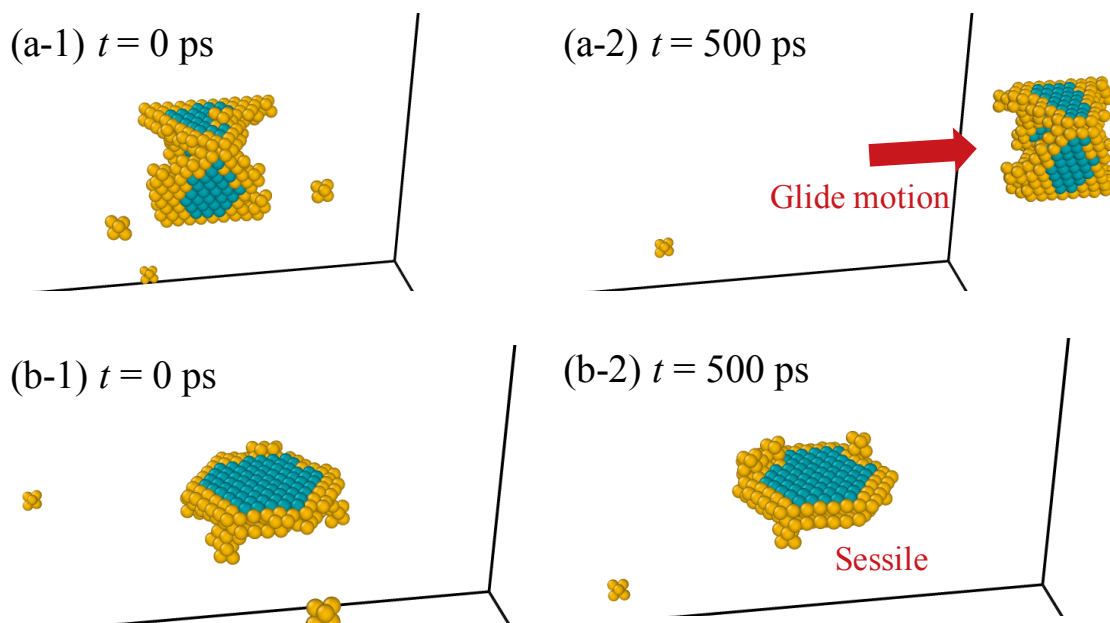 (a-1) t = 0 ps
(a-2) t = 500 ps
Glide motion
(b-1) t = 0 ps
(b-2) t = 500 ps
Sessile